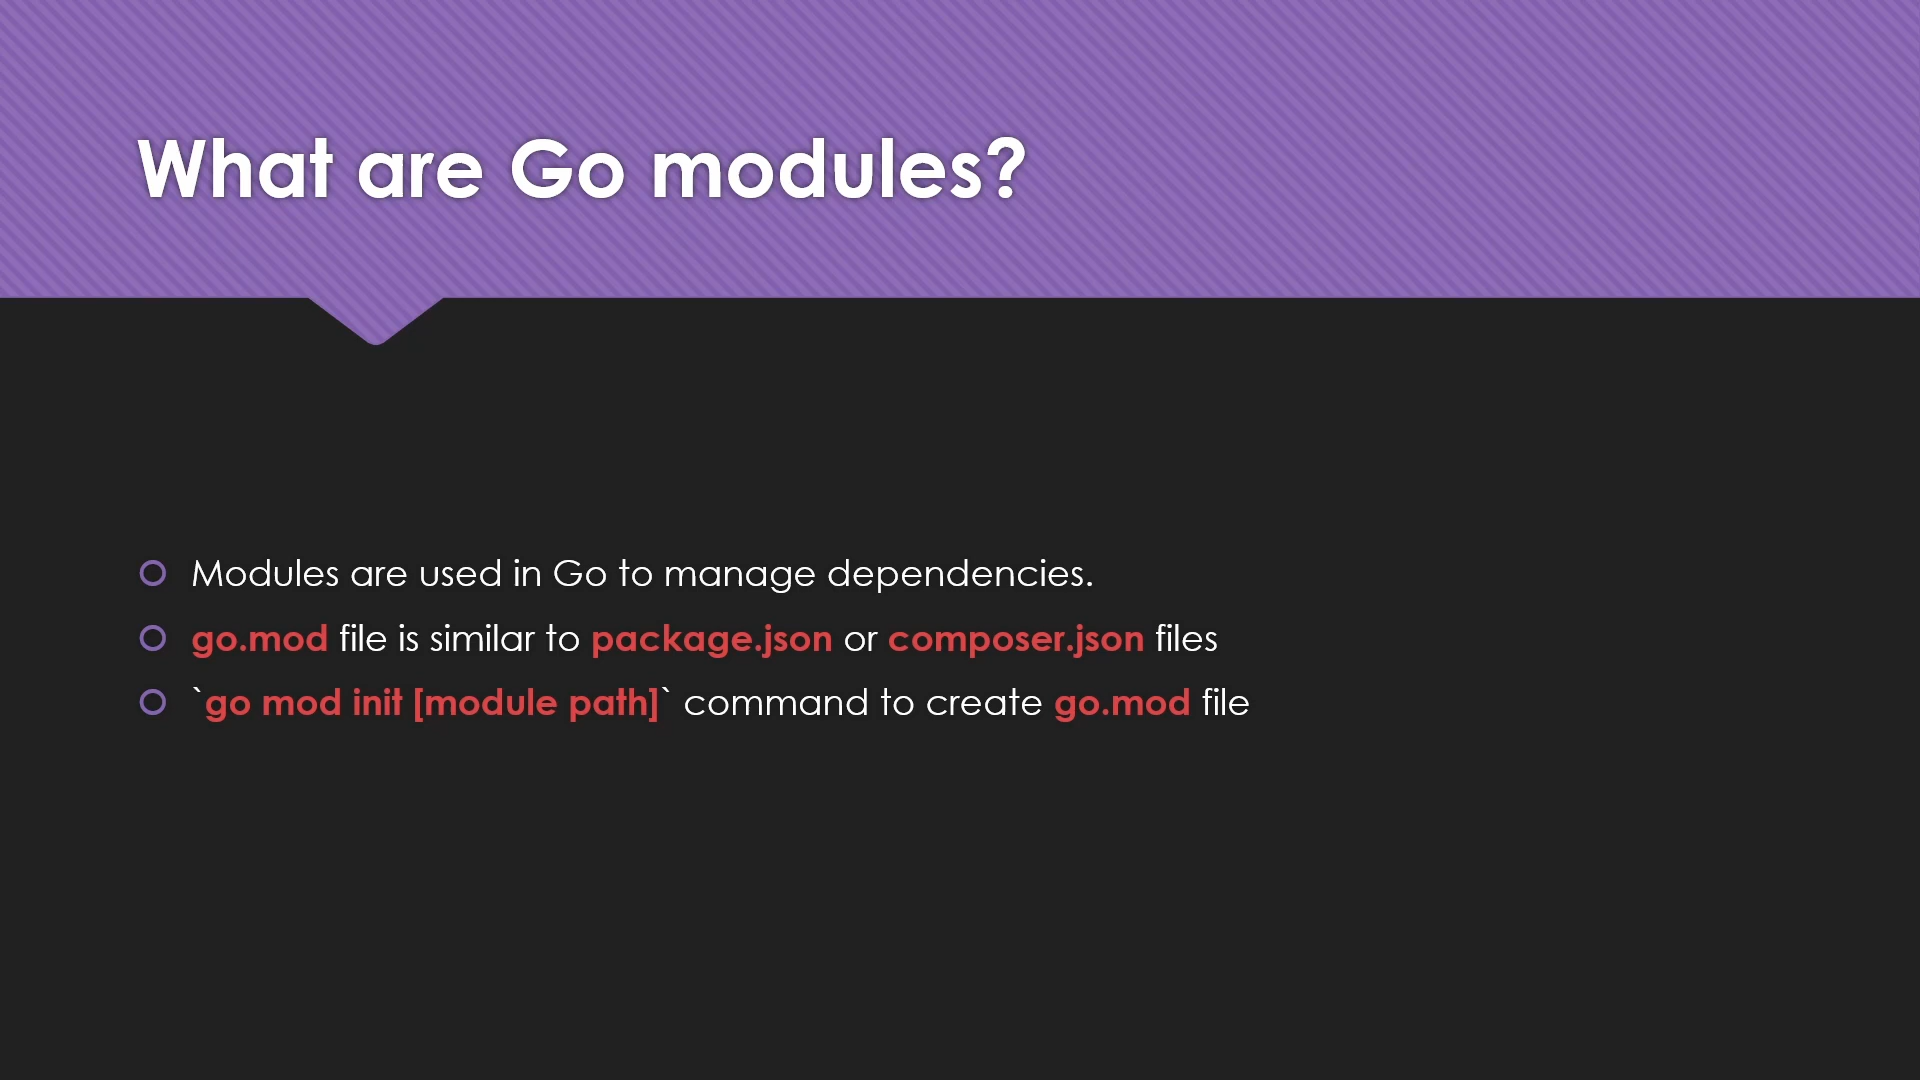 What are Go modules?
Modules are used in Go to manage dependencies.
go.mod file is similar to package.json or composer.json files
`go mod init [module path]` command to create go.mod file